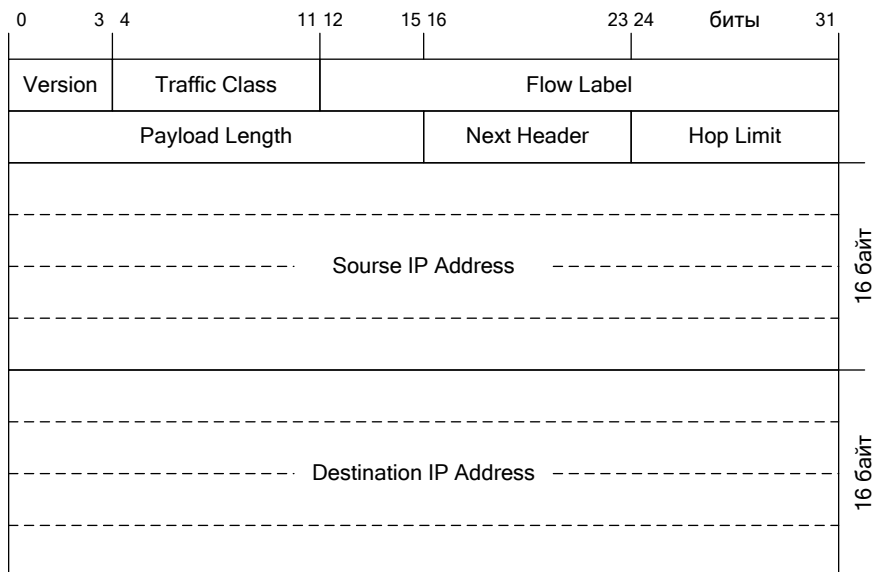 0 3 4 11 12 15 16 23 24 биты 31
Version Traffic Class Flow Label
Payload Length Next Header Hop Limit
Sourse IP Address
16 байт
Destination IP Address
16 байт